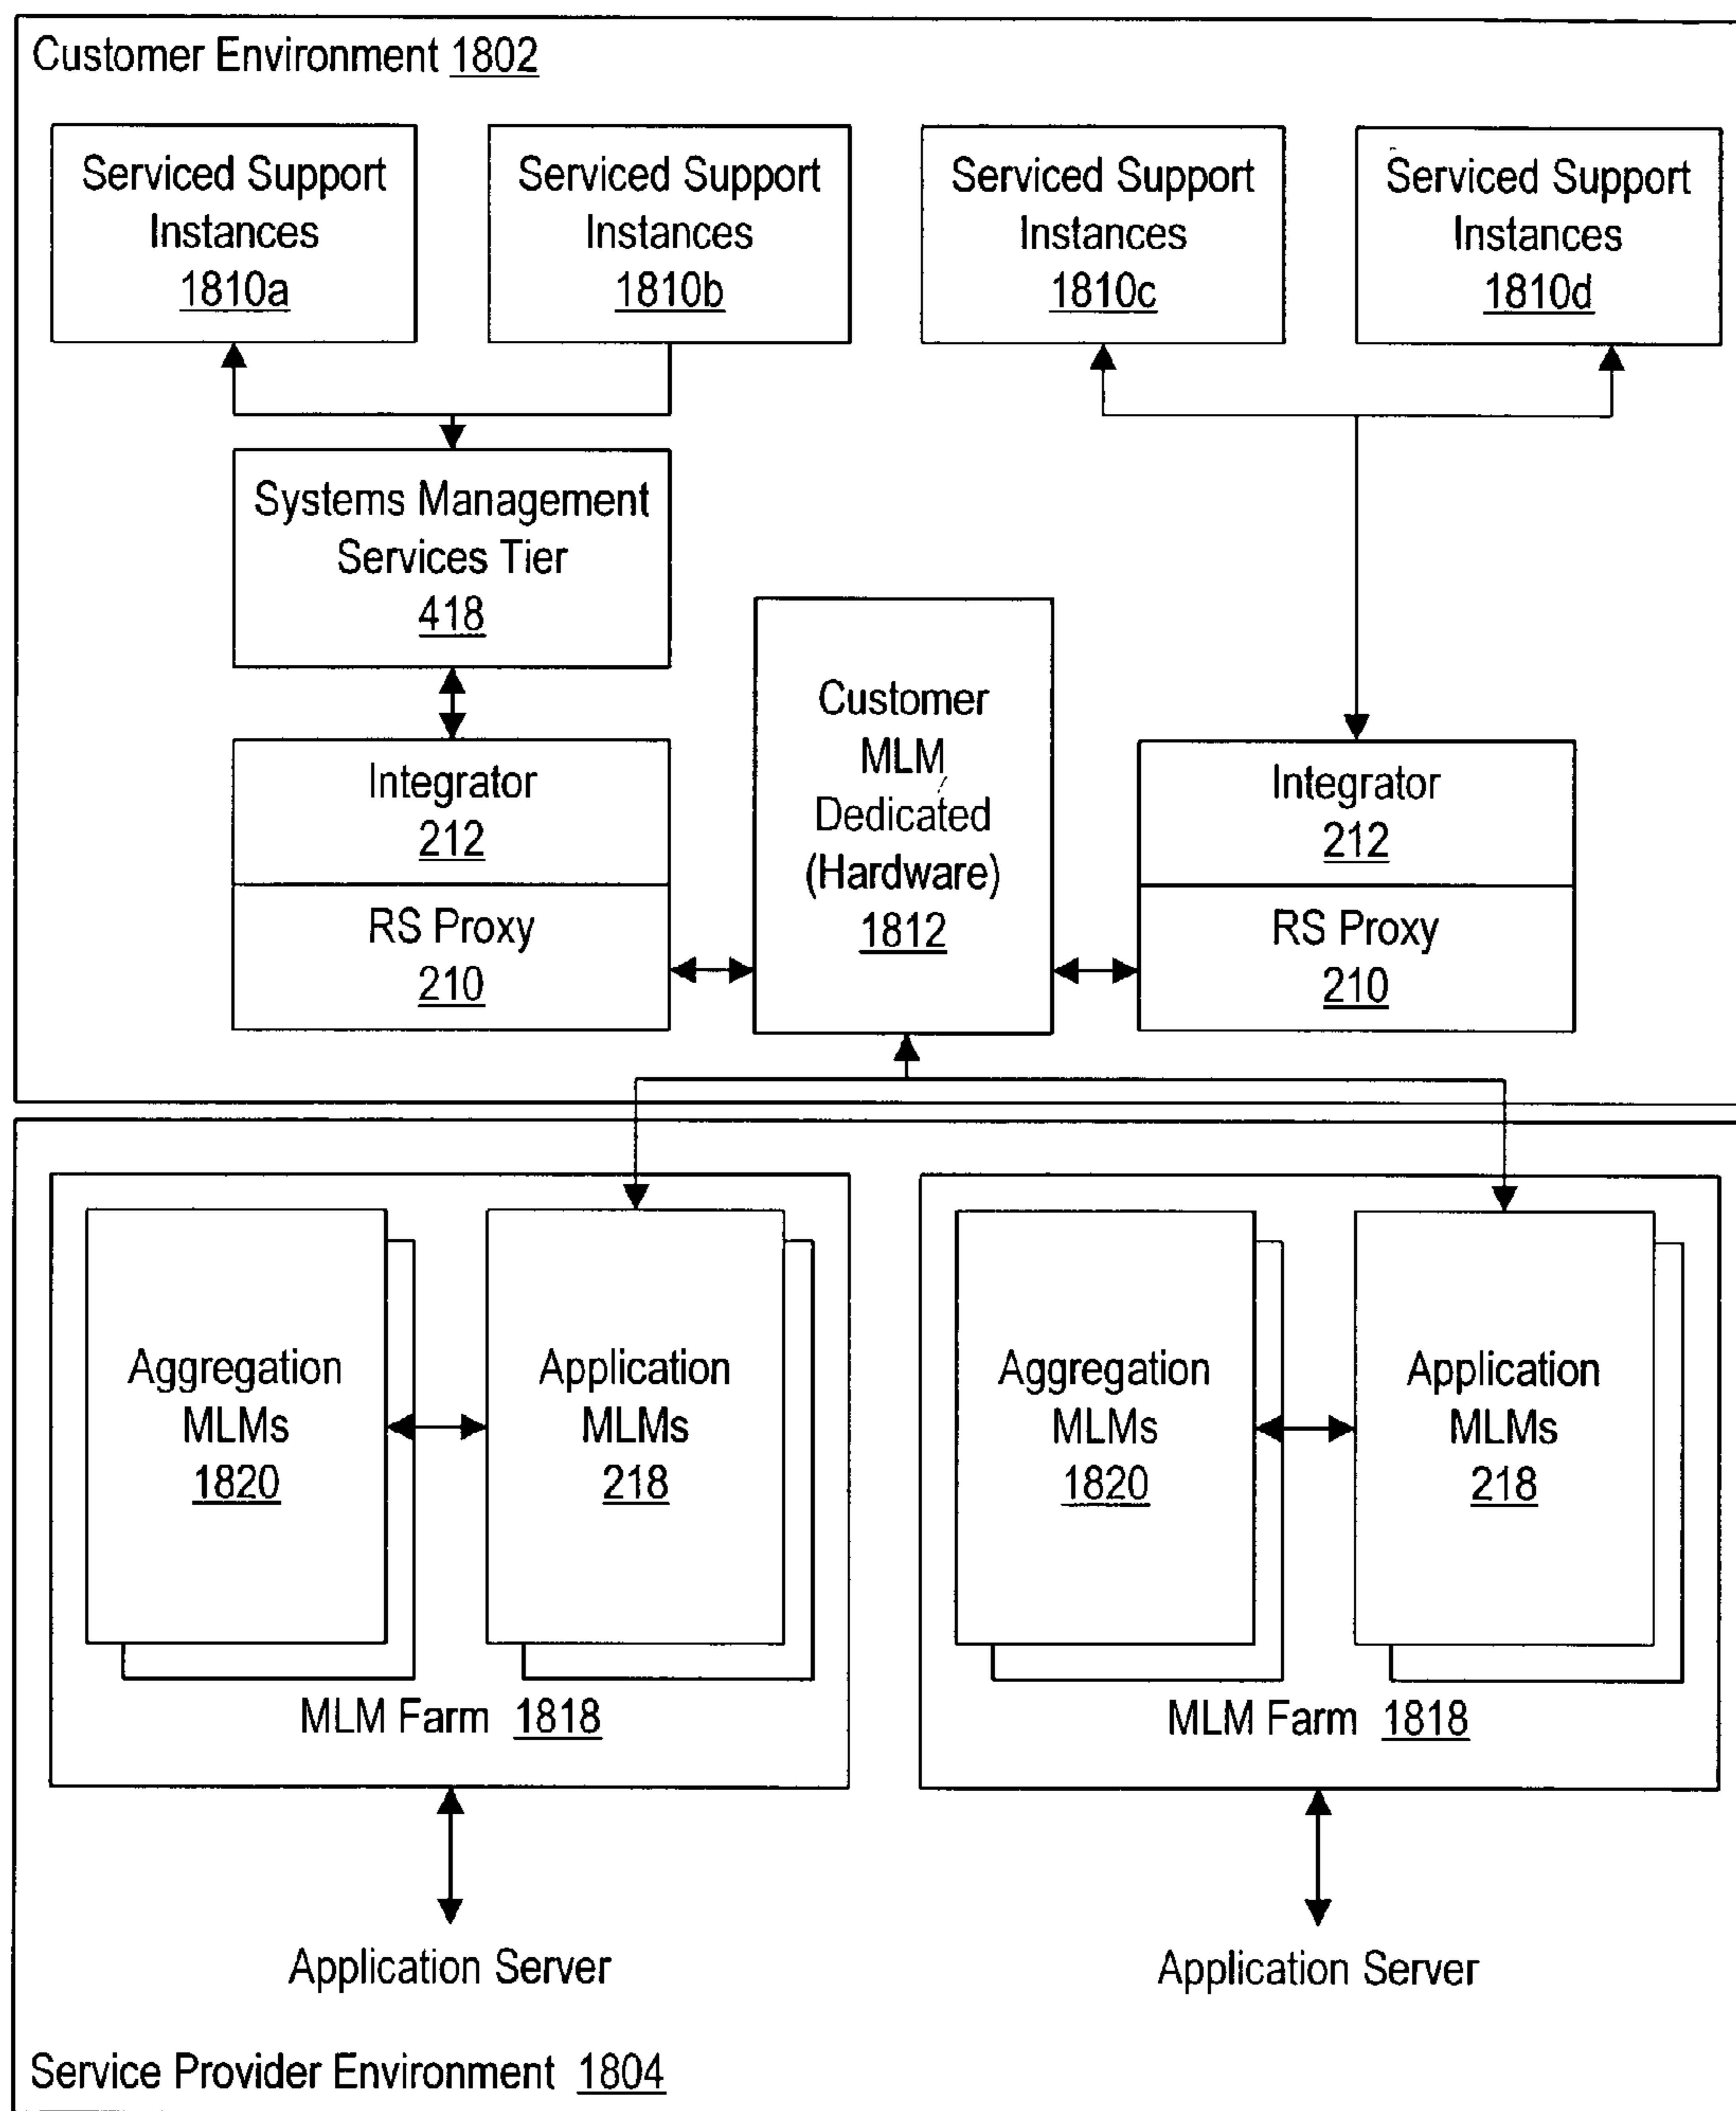 Customer Environment 1802
Serviced Support
Instances
1810a
Serviced Support
Instances
1810b
Serviced Support
Instances
1810c
Serviced Support
Instances
1810d
Systems Management
Services Tier
418
Integrator
212
RS Proxy
210
Customer
MLM
Dedicated
(Hardware)
1812
Integrator
212
RS Proxy
210
Aggregation
MLMs
1820
Application
MLMs
218
MLM Farm 1818
Aggregation
MLMs
1820
Application
MLMs
218
MLM Farm 1818
Application Server
Application Server
Service Provider Environment 1804